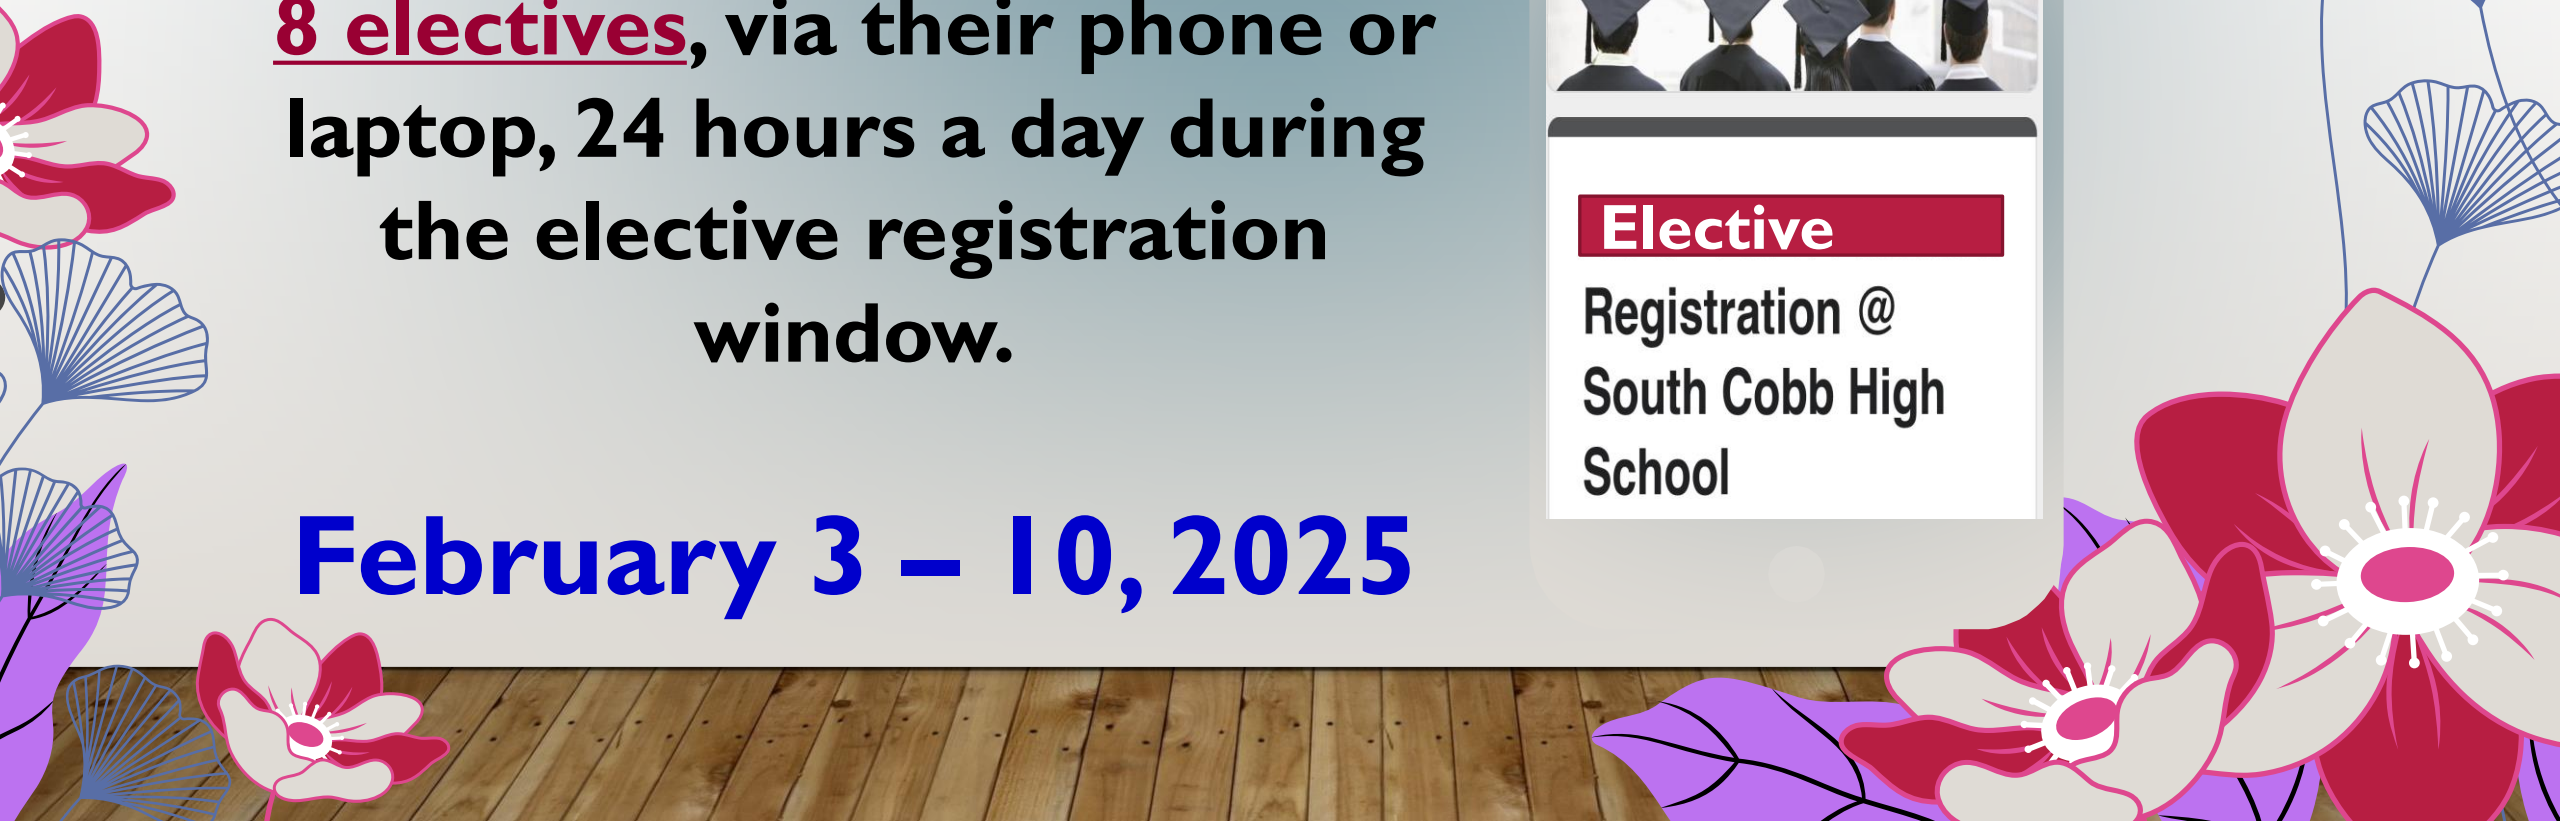 8 electives, via their phone or
laptop, 24 hours a day during
the elective registration
window.
February 3 – 10, 2025
Elective
Registration @
South Cobb High
School